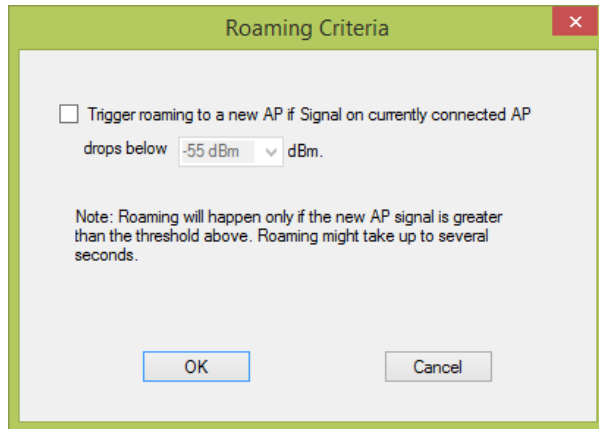 Roaming Criteria
Trigger roaming to a new AP if Signal on currently connected AP
drops below -55 dBm dBm.
Note: Roaming will happen only if the new AP signal is greater
than the threshold above. Roaming might take up to several
seconds.
OK Cancel